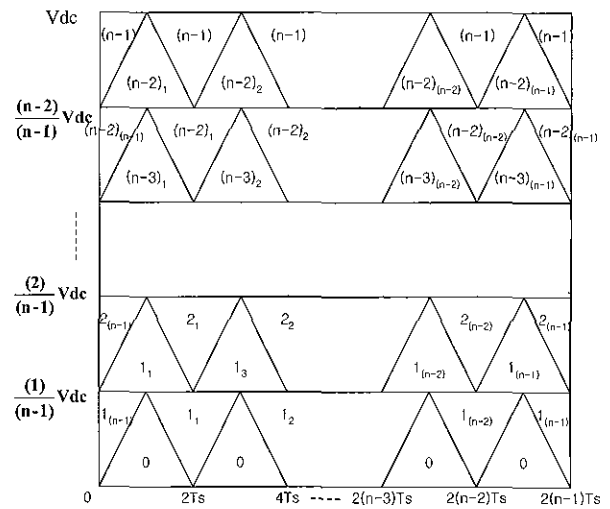 Vdc
(n-1) (n-1) (n-1) (n-1) (n-1)
(n-2)₁ (n-2)₂ (n-2)₍ₙ₋₂₎ (n-2)₍ₙ₋₁₎
(n-2)
(n-1) Vdc
(n-2)₍ₙ₋₁₎ (n-2)₁ (n-2)₂ (n-2)₍ₙ₋₂₎ (n-2)₍ₙ₋₁₎
(n-3)₁ (n-3)₂ (n-3)₍ₙ₋₂₎ (n-3)₍ₙ₋₁₎
(2)
(n-1) Vdc
2₍ₙ₋₁₎ 2₁ 2₂ 2₍ₙ₋₂₎ 2₍ₙ₋₁₎
1₁ 1₃ 1₍ₙ₋₂₎ 1₍ₙ₋₁₎
(1)
(n-1) Vdc
1₍ₙ₋₁₎ 1₁ 1₂ 1₍ₙ₋₂₎ 1₍ₙ₋₁₎
0 0 0 0
0 2Ts 4Ts ---- 2(n-3)Ts 2(n-2)Ts 2(n-1)Ts